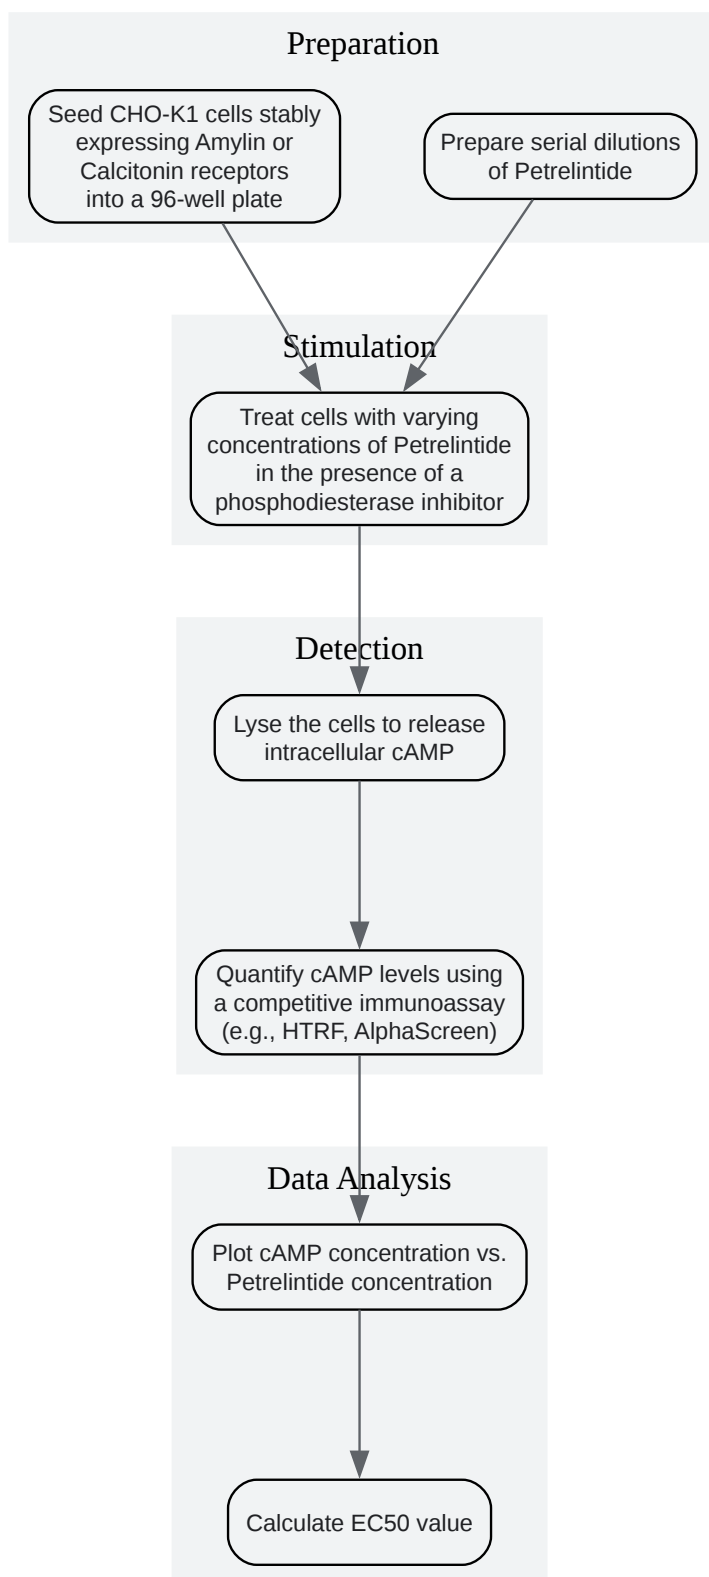 Preparation
Seed CHO-K1 cells stably
expressing Amylin or
Calcitonin receptors
into a 96-well plate
Prepare serial dilutions
of Petrelintide
Stimulation
Treat cells with varying
concentrations of Petrelintide
in the presence of a
phosphodiesterase inhibitor
Detection
Lyse the cells to release
intracellular cAMP
Quantify cAMP levels using
a competitive immunoassay
(e.g., HTRF, AlphaScreen)
Data Analysis
Plot cAMP concentration vs.
Petrelintide concentration
Calculate EC50 value